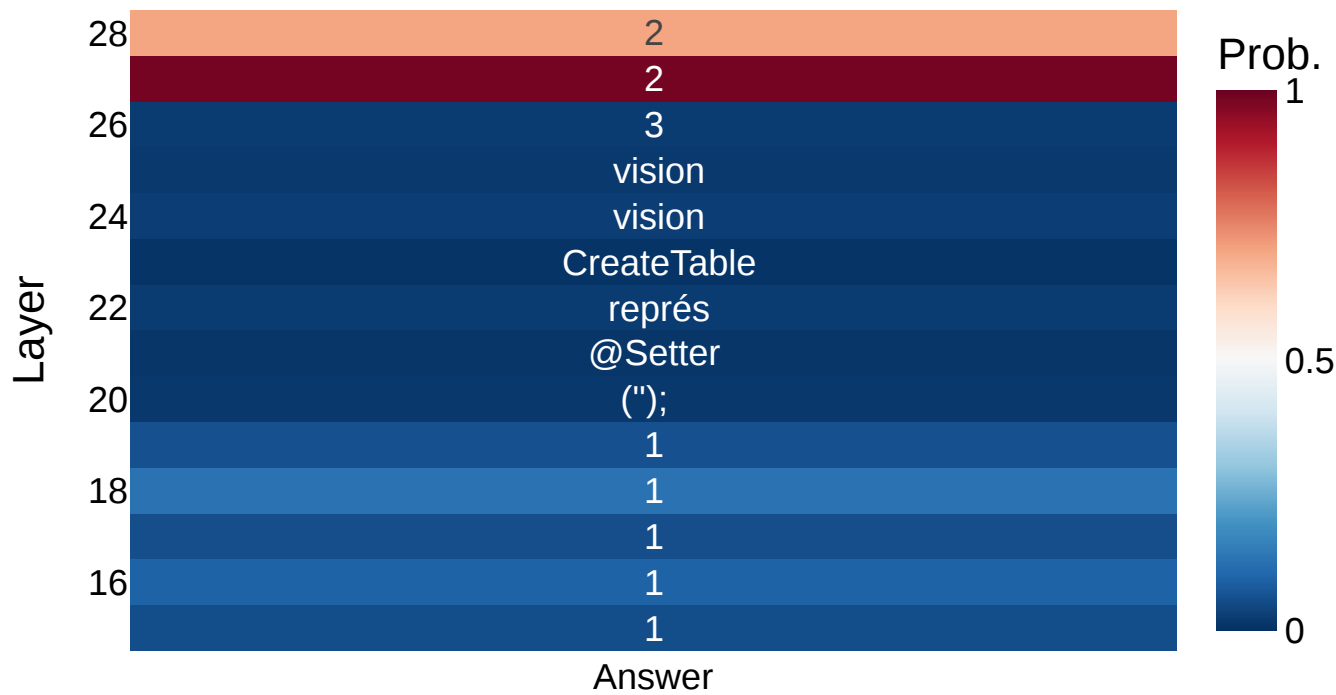 28 2
2
26 3
vision
24 vision
CreateTable
22 représ
@Setter
20 ('');
1
18 1
1
16 1
1
Answer
Layer
Prob.
1
0.5
0